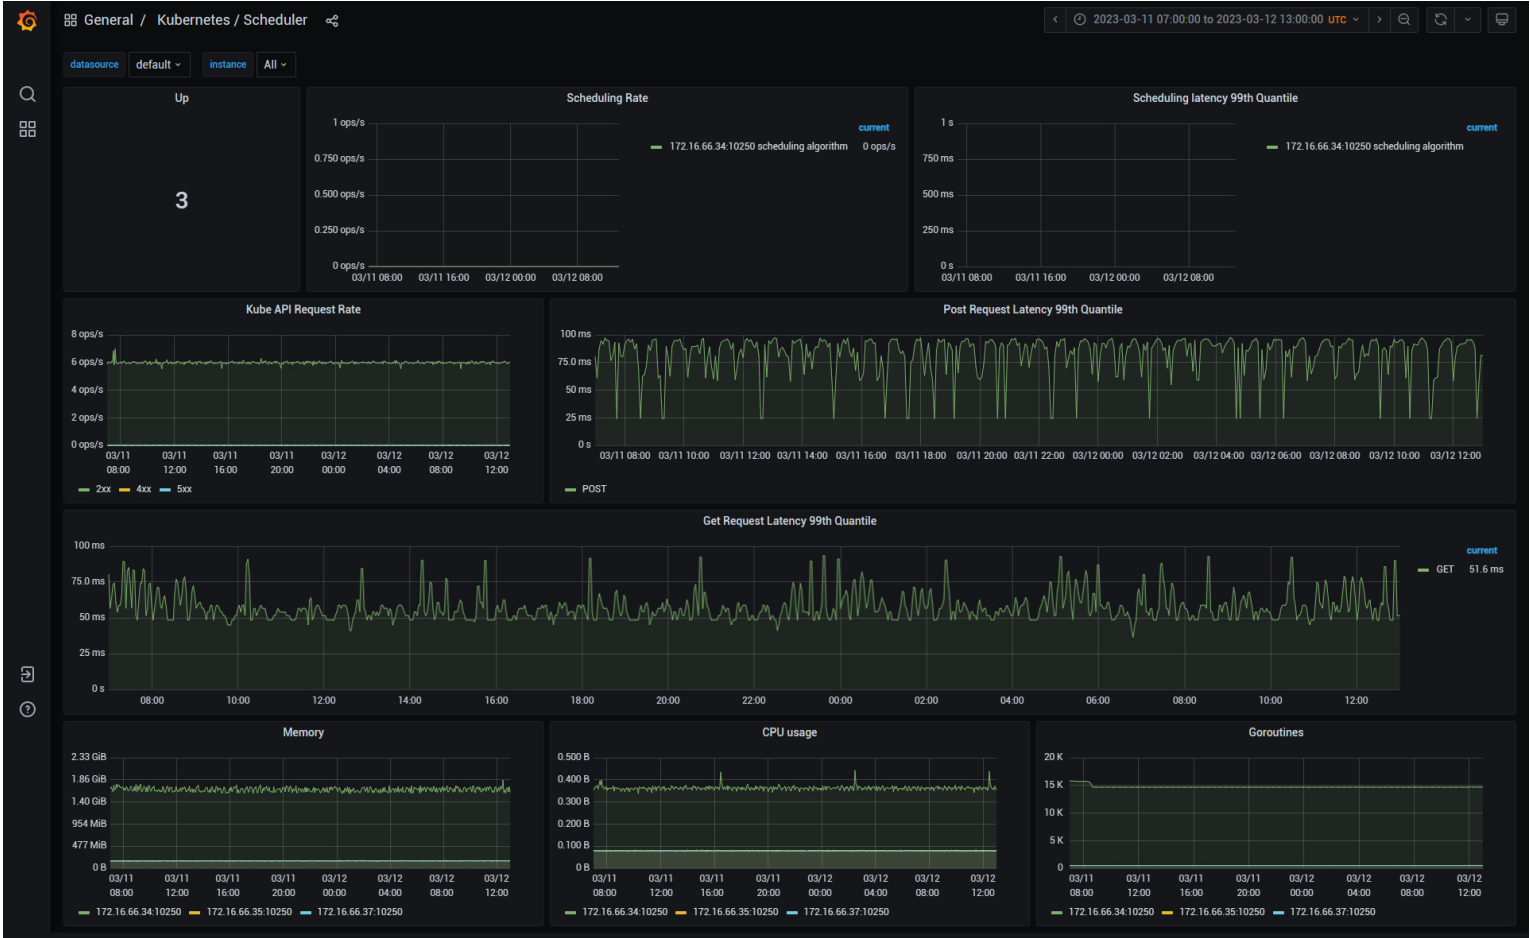 General / Kubernetes / Scheduler
2023-03-11 07:00:00 to 2023-03-12 13:00:00 UTC
datasource default instance All
Up
3
Scheduling Rate
1 ops/s
0.750 ops/s
0.500 ops/s
0.250 ops/s
0 ops/s
03/11 08:00 03/11 16:00 03/12 00:00 03/12 08:00
current
172.16.66.34:10250 scheduling algorithm 0 ops/s
Scheduling latency 99th Quantile
1 s
750 ms
500 ms
250 ms
0 s
03/11 08:00 03/11 16:00 03/12 00:00 03/12 08:00
current
172.16.66.34:10250 scheduling algorithm
Kube API Request Rate
8 ops/s
6 ops/s
4 ops/s
2 ops/s
0 ops/s
03/11 03/11 03/11 03/11 03/12 03/12 03/12 03/12
08:00 12:00 16:00 20:00 00:00 04:00 08:00 12:00
2xx 4xx 5xx
Post Request Latency 99th Quantile
100 ms
75.0 ms
50 ms
25 ms
0 s
03/11 08:00 03/11 10:00 03/11 12:00 03/11 14:00 03/11 16:00 03/11 18:00 03/11 20:00 03/11 22:00 03/12 00:00 03/12 02:00 03/12 04:00 03/12 06:00 03/12 08:00 03/12 10:00 03/12 12:00
POST
Get Request Latency 99th Quantile
100 ms
75.0 ms
50 ms
25 ms
0 s
08:00 10:00 12:00 14:00 16:00 18:00 20:00 22:00 00:00 02:00 04:00 06:00 08:00 10:00 12:00
current
GET 51.6 ms
Memory
2.33 GiB
1.86 GiB
1.40 GiB
954 MiB
477 MiB
0 B
03/11 03/11 03/11 03/11 03/12 03/12 03/12 03/12
08:00 12:00 16:00 20:00 00:00 04:00 08:00 12:00
172.16.66.34:10250 172.16.66.35:10250 172.16.66.37:10250
CPU usage
0.500 B
0.400 B
0.300 B
0.200 B
0.100 B
0 B
03/11 03/11 03/11 03/11 03/12 03/12 03/12 03/12
08:00 12:00 16:00 20:00 00:00 04:00 08:00 12:00
172.16.66.34:10250 172.16.66.35:10250 172.16.66.37:10250
Goroutines
20 K
15 K
10 K
5 K
0
03/11 03/11 03/11 03/11 03/12 03/12 03/12 03/12
08:00 12:00 16:00 20:00 00:00 04:00 08:00 12:00
172.16.66.34:10250 172.16.66.35:10250 172.16.66.37:10250